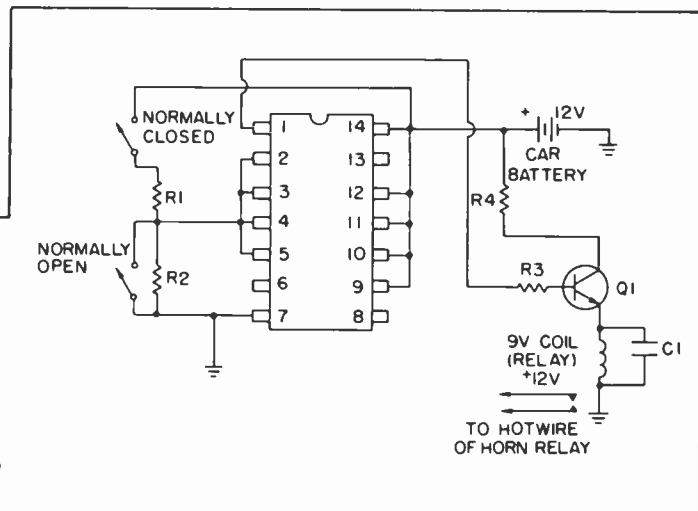 NORMALLY
CLOSED
R1
NORMALLY
OPEN
R2
1 14
2 13
3 12
4 11
5 10
6 9
7 8
+ 12V
CAR
BATTERY
R4
R3
Q1
9V COIL
(RELAY)
+12V
C1
TO HOTWIRE
OF HORN RELAY